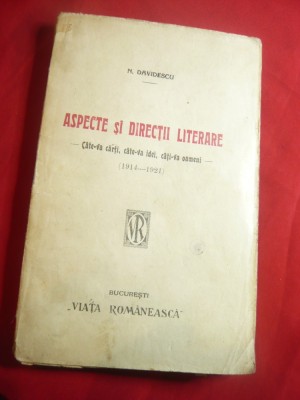 N. DAVIDESCU
ASPECTE ȘI DIRECȚII LITERARE
— Câte-va cărți, câte-va idei, câți-va oameni —
(1914—1921)
VR
BUCUREȘTI
„VIAȚA ROMÂNEASCĂ”